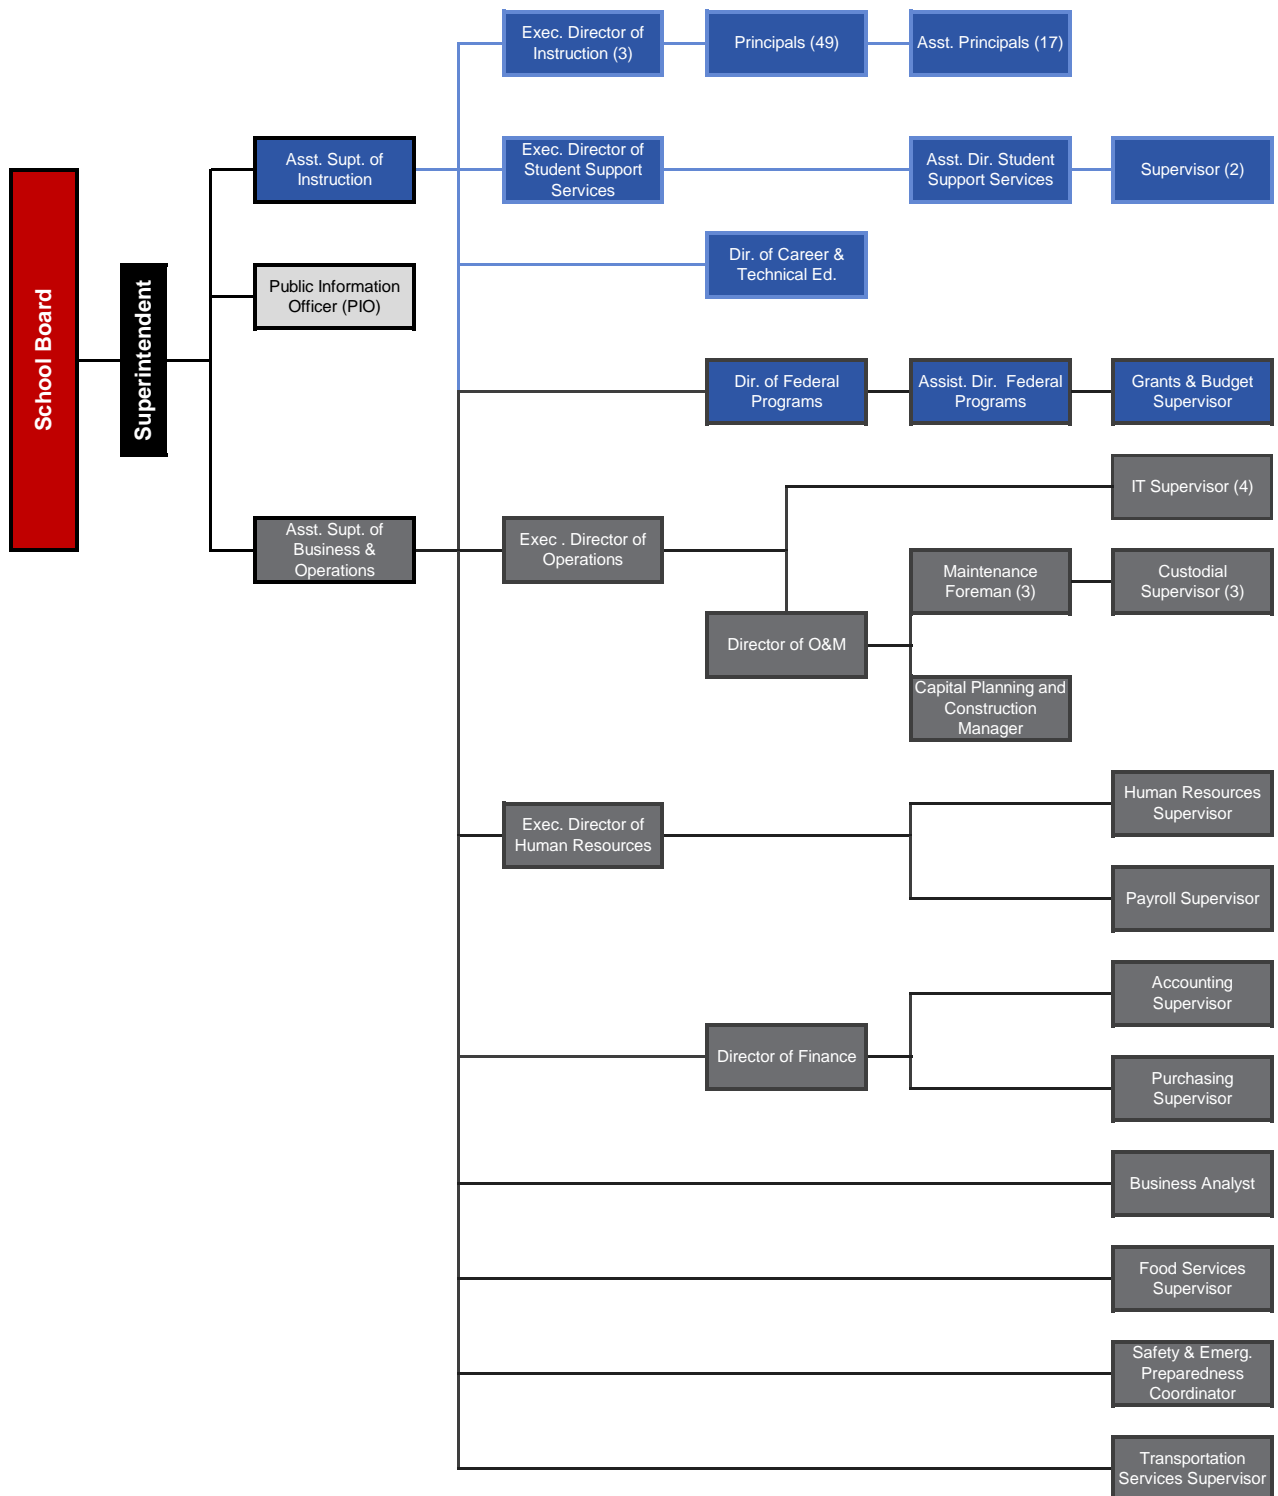 Exec. Director of
Instruction (3)
Principals (49)
Asst. Principals (17)
Asst. Supt. of
Instruction
Exec. Director of
Student Support
Services
Asst. Dir. Student
Support Services
Supervisor (2)
School Board
Superintendent
Public Information
Officer (PIO)
Dir. of Career &
Technical Ed.
Dir. of Federal
Programs
Assist. Dir.  Federal
Programs
Grants & Budget
Supervisor
Asst. Supt. of
Business &
Operations
Exec . Director of
Operations
IT Supervisor (4)
Maintenance
Foreman (3)
Custodial
Supervisor (3)
Director of O&M
Capital Planning and
Construction
Manager
Exec. Director of
Human Resources
Human Resources
Supervisor
Payroll Supervisor
Director of Finance
Accounting
Supervisor
Purchasing
Supervisor
Business Analyst
Food Services
Supervisor
Safety & Emerg.
Preparedness
Coordinator
Transportation
Services Supervisor